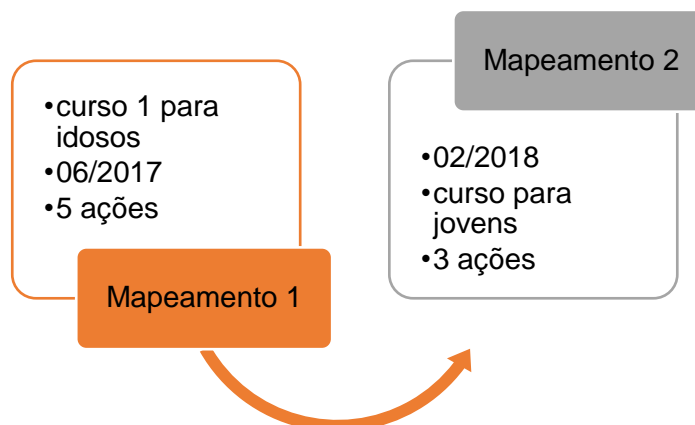 •curso 1 para
idosos
•06/2017
•5 ações
Mapeamento 1
Mapeamento 2
•02/2018
•curso para
jovens
•3 ações